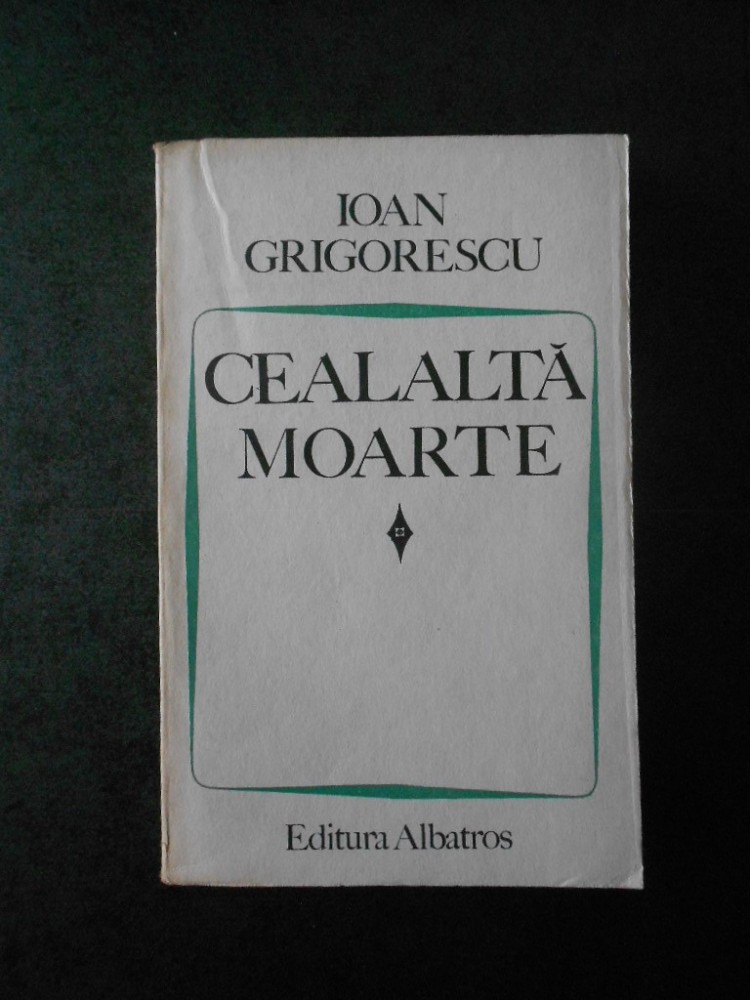 IOAN
GRIGORESCU
CEALALTĂ
MOARTE
Editura Albatros